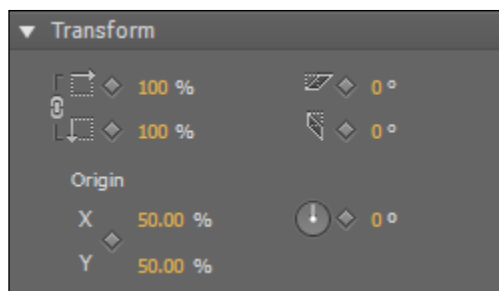 Transform
100 % 0 º
100 % 0 º
Origin
X 50.00 % 0 º
Y 50.00 %